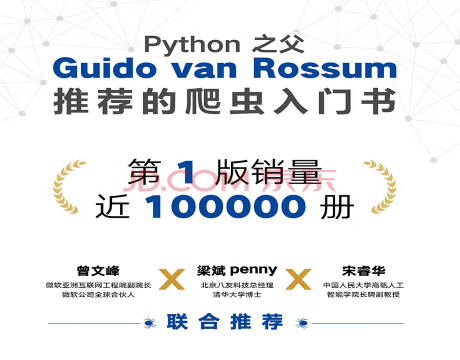 Python 之父
Guido van Rossum
推荐的爬虫入门书
第 1 版销量
JD.COM 京东
近 100000 册
曾文峰 X 梁斌 penny X 宋睿华
微软亚洲互联网工程院副院长 北京八友科技总经理 中国人民大学高瓴人工
微软公司全球合伙人 清华大学博士 智能学院长聘副教授
联合推荐